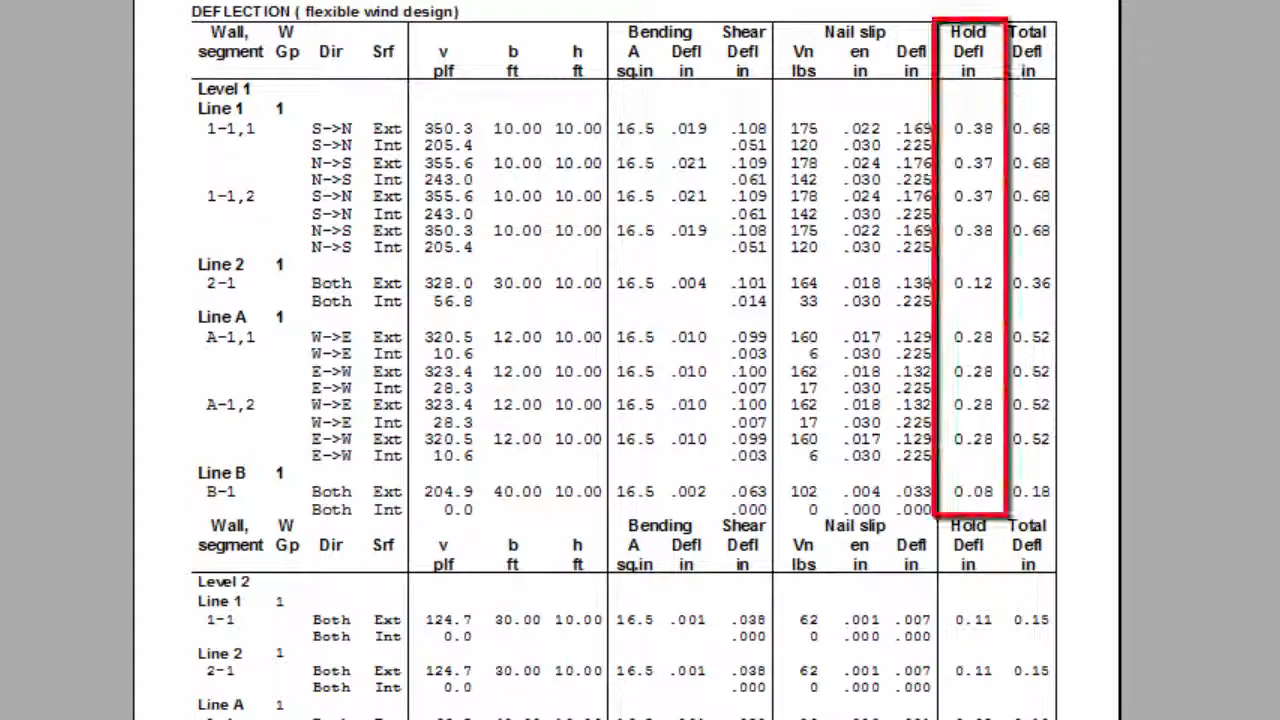 DEFLECTION ( flexible wind design)
Wall, W Bending Shear Nail slip Hold Total
segment Gp Dir Srf v b h A Defl Defl Vn en Defl Defl Defl
plf ft ft sq.in in in lbs in in in in
Level 1
Line 1 1
1-1,1 S->N Ext 350.3 10.00 10.00 16.5 .019 .108 175 .022 .169 0.38 0.68
S->N Int 205.4 .051 120 .030 .225
N->S Ext 355.6 10.00 10.00 16.5 .021 .109 178 .024 .176 0.37 0.68
N->S Int 243.0 .061 142 .030 .225
1-1,2 S->N Ext 355.6 10.00 10.00 16.5 .021 .109 178 .024 .176 0.37 0.68
S->N Int 243.0 .061 142 .030 .225
N->S Ext 350.3 10.00 10.00 16.5 .019 .108 175 .022 .169 0.38 0.68
N->S Int 205.4 .051 120 .030 .225
Line 2 1
2-1 Both Ext 328.0 30.00 10.00 16.5 .004 .101 164 .018 .138 0.12 0.36
Both Int 56.8 .014 33 .030 .225
Line A 1
A-1,1 W->E Ext 320.5 12.00 10.00 16.5 .010 .099 160 .017 .129 0.28 0.52
W->E Int 10.6 .003 6 .030 .225
E->W Ext 323.4 12.00 10.00 16.5 .010 .100 162 .018 .132 0.28 0.52
E->W Int 28.3 .007 17 .030 .225
A-1,2 W->E Ext 323.4 12.00 10.00 16.5 .010 .100 162 .018 .132 0.28 0.52
W->E Int 28.3 .007 17 .030 .225
E->W Ext 320.5 12.00 10.00 16.5 .010 .099 160 .017 .129 0.28 0.52
E->W Int 10.6 .003 6 .030 .225
Line B 1
B-1 Both Ext 204.9 40.00 10.00 16.5 .002 .063 102 .004 .033 0.08 0.18
Both Int 0.0 .000 0 .000 .000
Wall, W Bending Shear Nail slip Hold Total
segment Gp Dir Srf v b h A Defl Defl Vn en Defl Defl Defl
plf ft ft sq.in in in lbs in in in in
Level 2
Line 1 1
1-1 Both Ext 124.7 30.00 10.00 16.5 .001 .038 62 .001 .007 0.11 0.15
Both Int 0.0 .000 0 .000 .000
Line 2 1
2-1 Both Ext 124.7 30.00 10.00 16.5 .001 .038 62 .001 .007 0.11 0.15
Both Int 0.0 .000 0 .000 .000
Line A 1